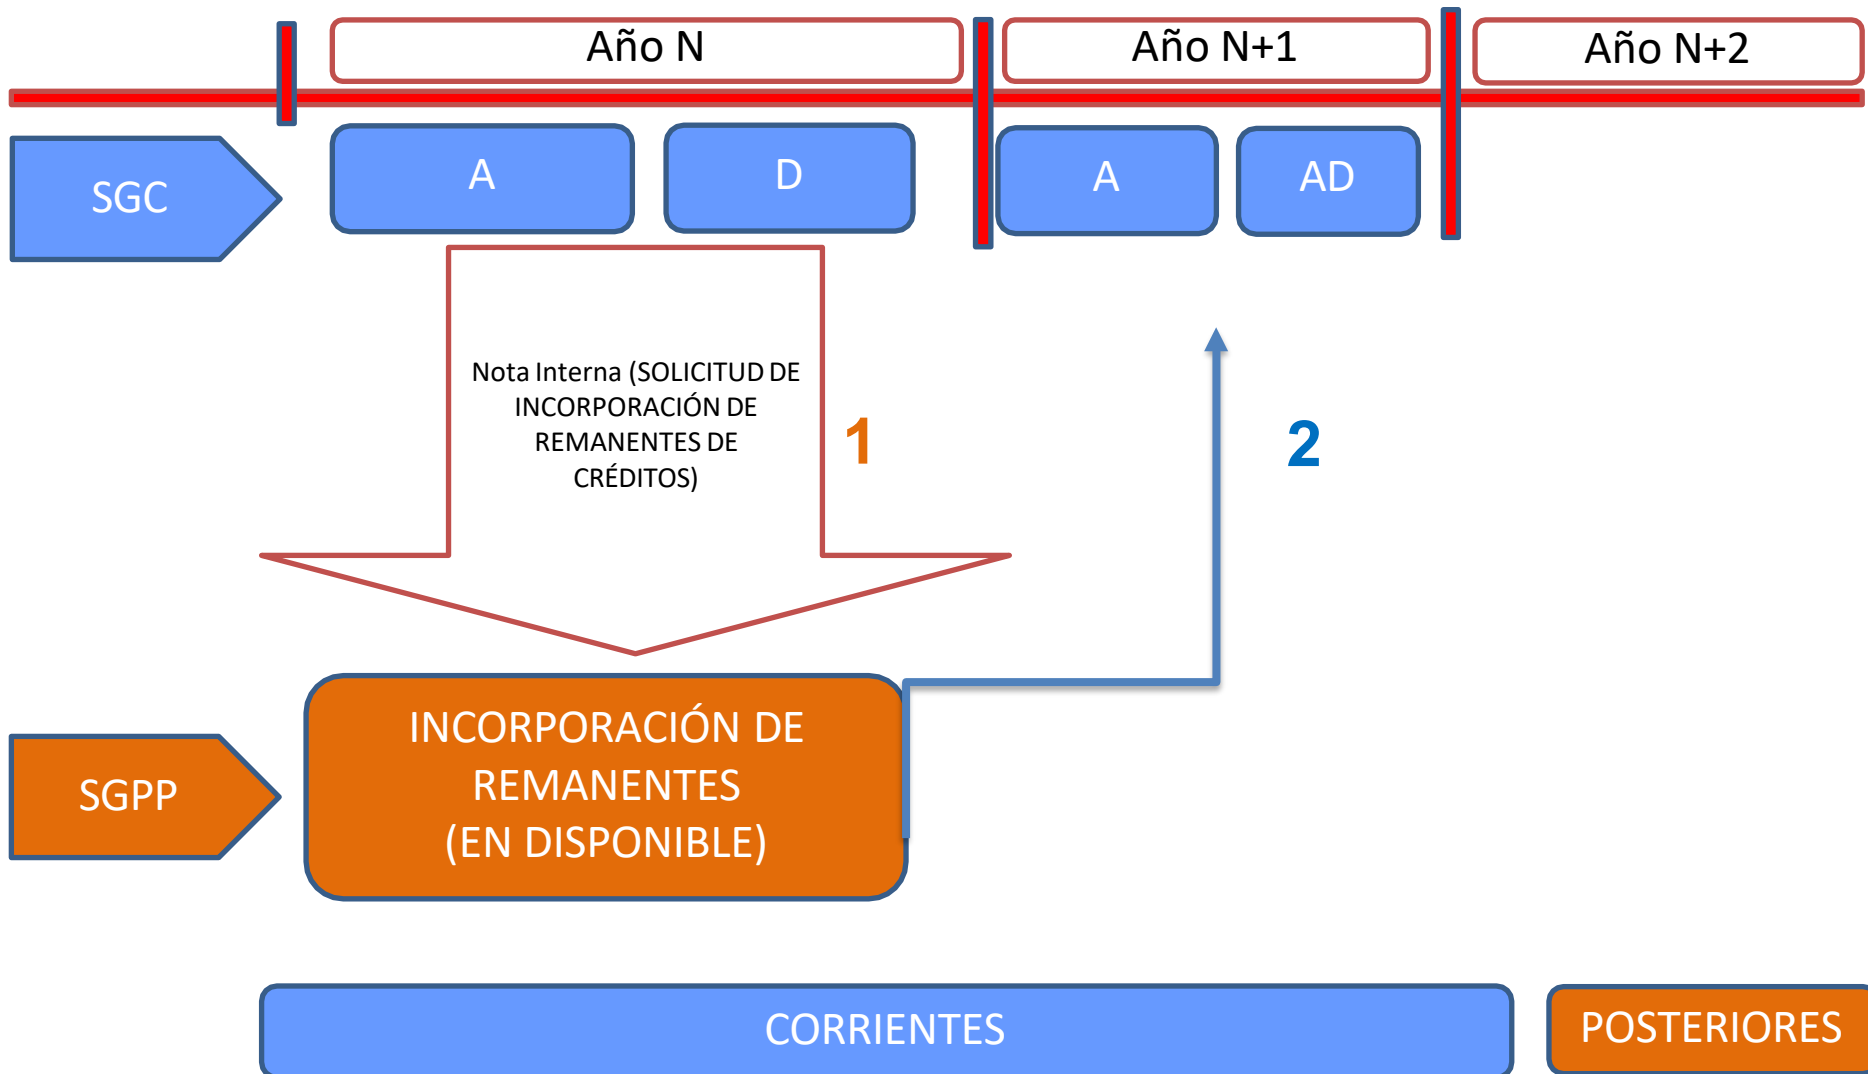 Año N
Año N+1
Año N+2
SGC
A
D
A
AD
Nota Interna (SOLICITUD DE
INCORPORACIÓN DE
REMANENTES DE
CRÉDITOS)
1
2
SGPP
INCORPORACIÓN DE
REMANENTES
(EN DISPONIBLE)
CORRIENTES
POSTERIORES